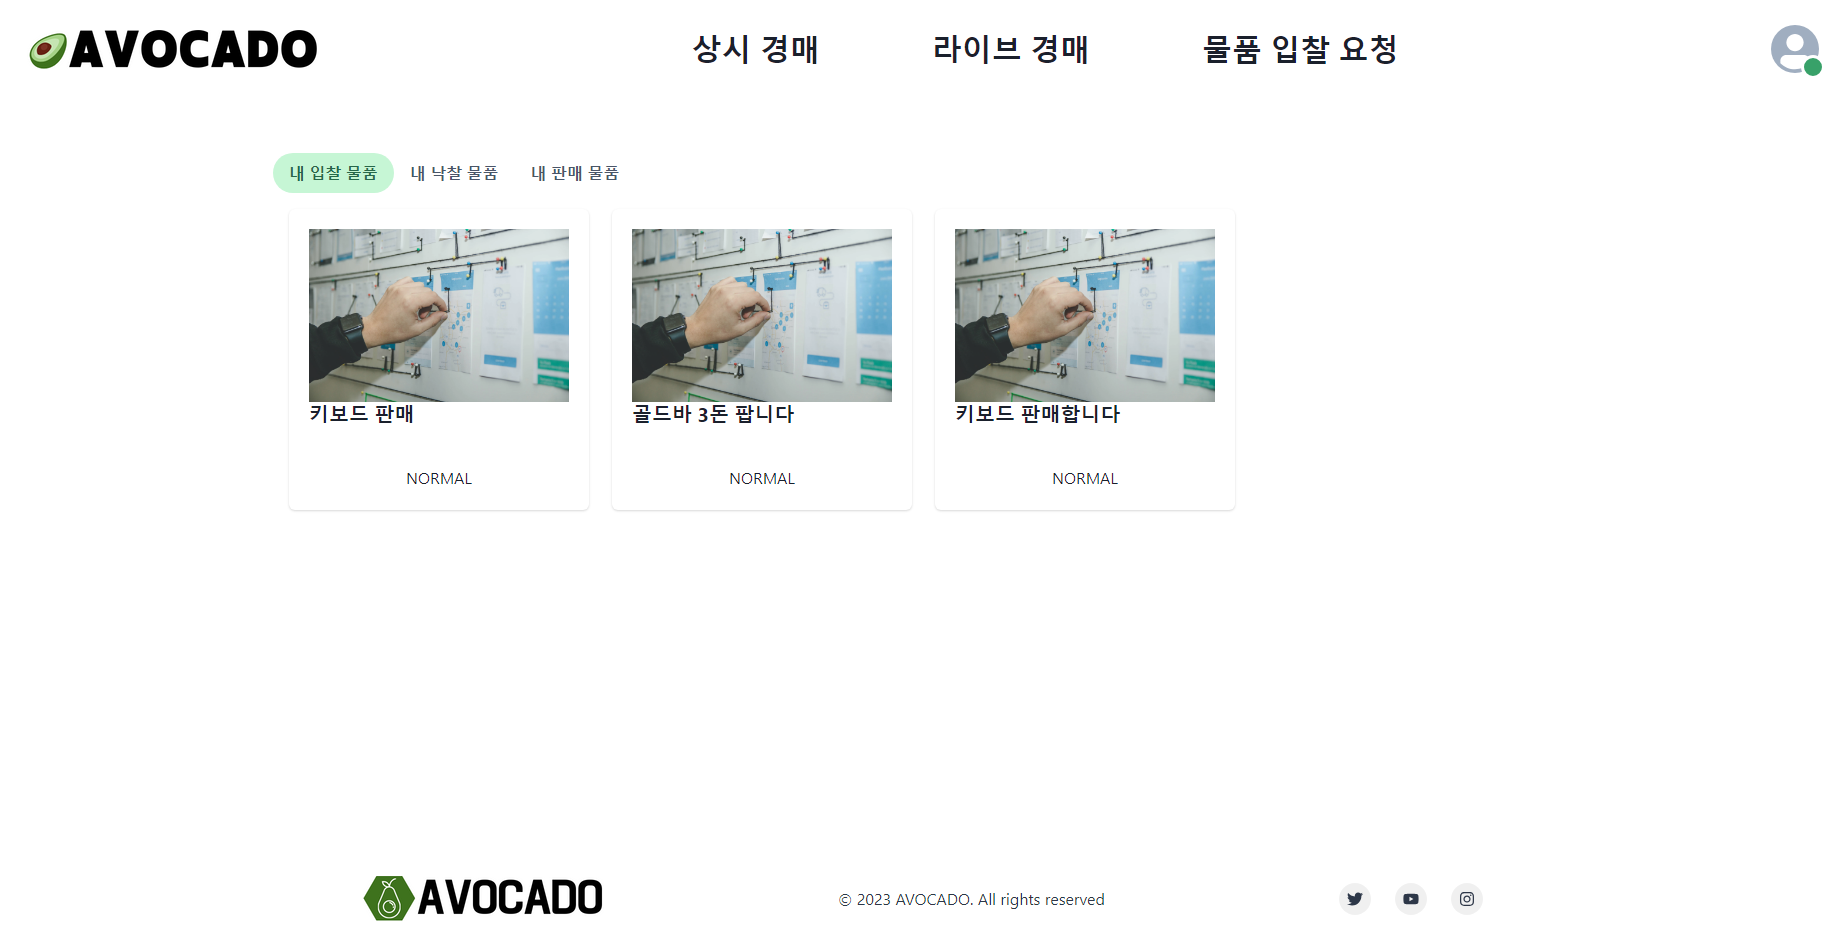 AVOCADO
상시 경매
라이브 경매
물품 입찰 요청
내 입찰 물품
내 낙찰 물품
내 판매 물품
키보드 판매
NORMAL
골드바 3돈 팝니다
NORMAL
키보드 판매합니다
NORMAL
AVOCADO
© 2023 AVOCADO. All rights reserved